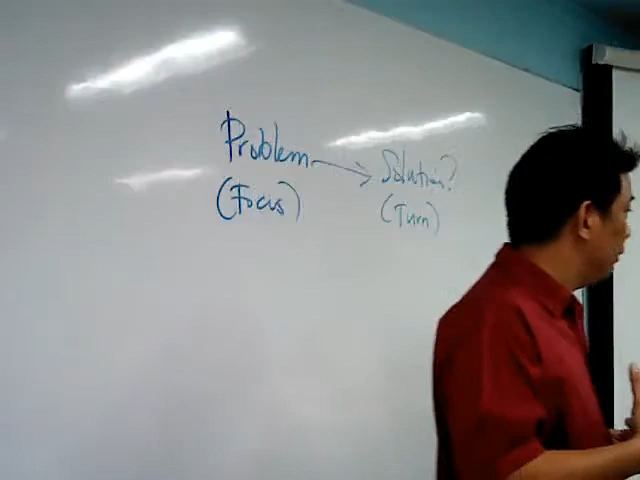 Problem → Solution?
(Focus) (Turn)